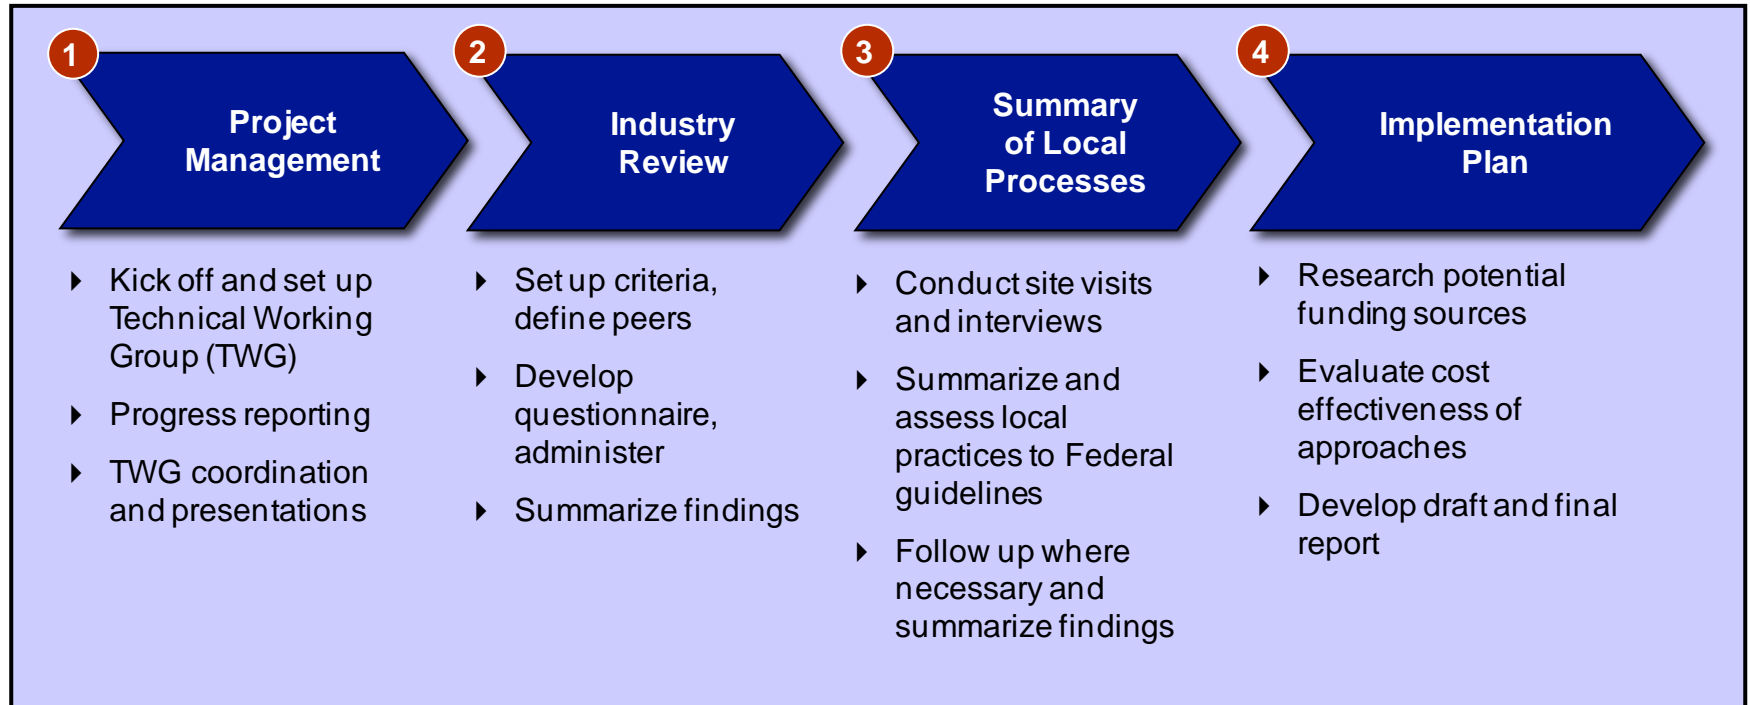 1
Project
Management
Kick off and set up
Technical Working
Group (TWG)
Progress reporting
TWG coordination
and presentations
2
Industry
Review
Set up criteria,
define peers
Develop
questionnaire,
administer
Summarize findings
3
Summary
of Local
Processes
Conduct site visits
and interviews
Summarize and
assess local
practices to Federal
guidelines
Follow up where
necessary and
summarize findings
4
Implementation
Plan
Research potential
funding sources
Evaluate cost
effectiveness of
approaches
Develop draft and final
report